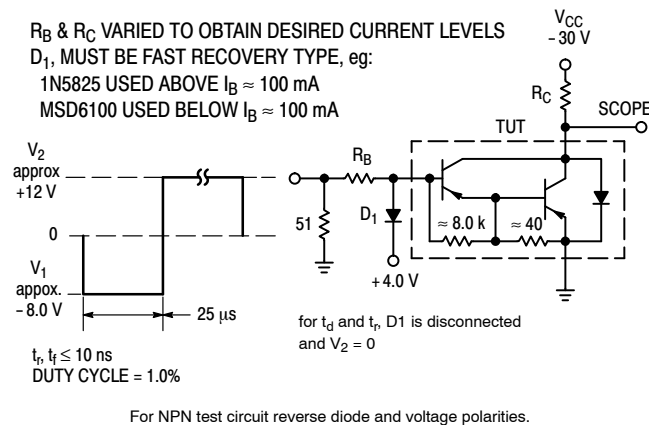 R_B & R_C VARIED TO OBTAIN DESIRED CURRENT LEVELS
D_1, MUST BE FAST RECOVERY TYPE, eg:
1N5825 USED ABOVE I_B ≈ 100 mA
MSD6100 USED BELOW I_B ≈ 100 mA
V_CC
- 30 V
R_C
SCOPE
TUT
V_2
approx
+12 V
0
V_1
appox.
- 8.0 V
25 μs
R_B
51
D_1
+ 4.0 V
≈ 8.0 k
≈ 40
t_r, t_f ≤ 10 ns
DUTY CYCLE = 1.0%
for t_d and t_r, D1 is disconnected
and V_2 = 0
For NPN test circuit reverse diode and voltage polarities.